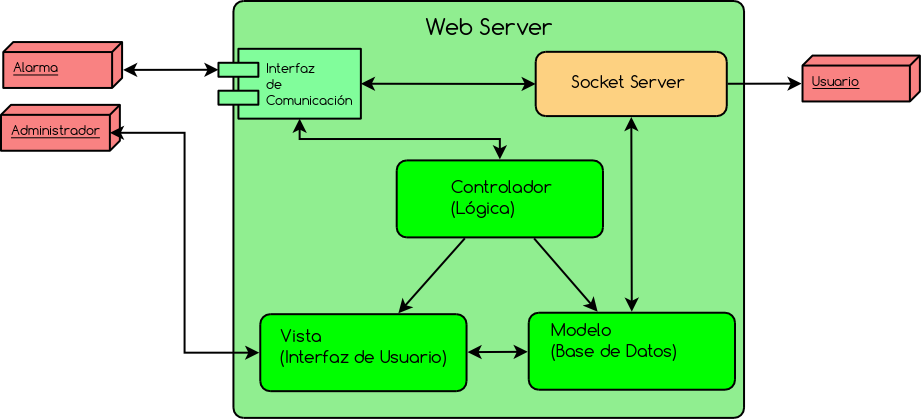 Web Server
Alarma
Interfaz
de
Comunicación
Socket Server
Usuario
Administrador
Controlador
(Lógica)
Vista
(Interfaz de Usuario)
Modelo
(Base de Datos)